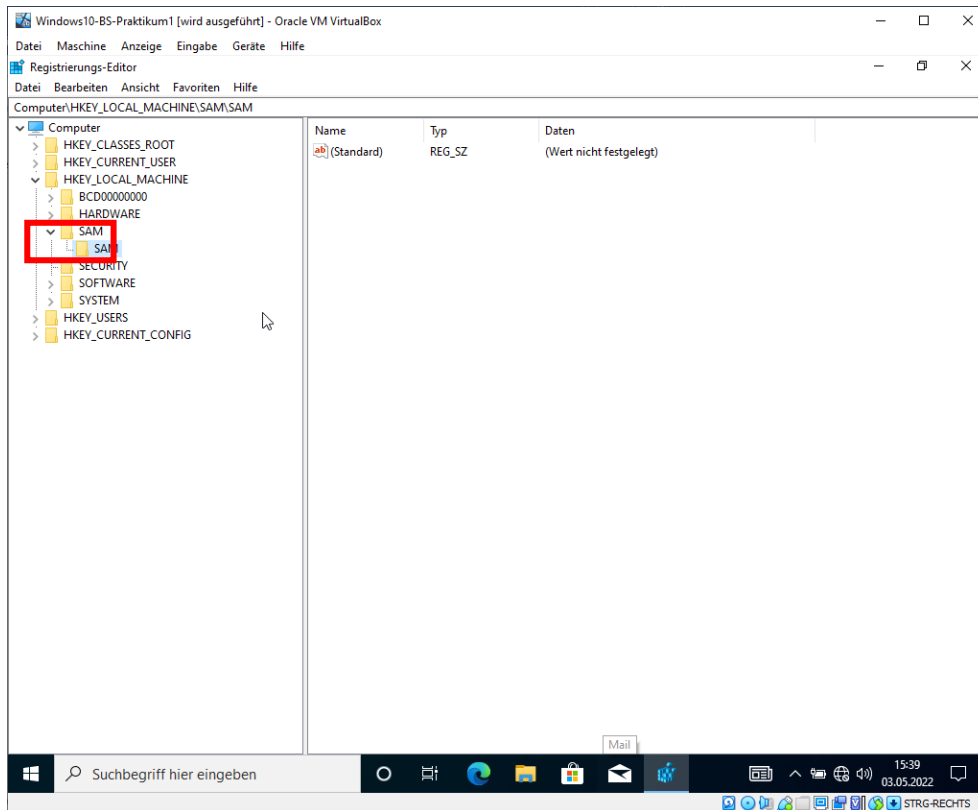 Windows10-BS-Praktikum1 [wird ausgeführt] - Oracle VM VirtualBox
Datei Maschine Anzeige Eingabe Geräte Hilfe
Registrierungs-Editor
Datei Bearbeiten Ansicht Favoriten Hilfe
Computer\HKEY_LOCAL_MACHINE\SAM\SAM
Computer
HKEY_CLASSES_ROOT
HKEY_CURRENT_USER
HKEY_LOCAL_MACHINE
BCD00000000
HARDWARE
SAM
SAM
SECURITY
SOFTWARE
SYSTEM
HKEY_USERS
HKEY_CURRENT_CONFIG
Name Typ Daten
ab (Standard) REG_SZ (Wert nicht festgelegt)
Mail
Suchbegriff hier eingeben
15:39
03.05.2022
STRG-RECHTS